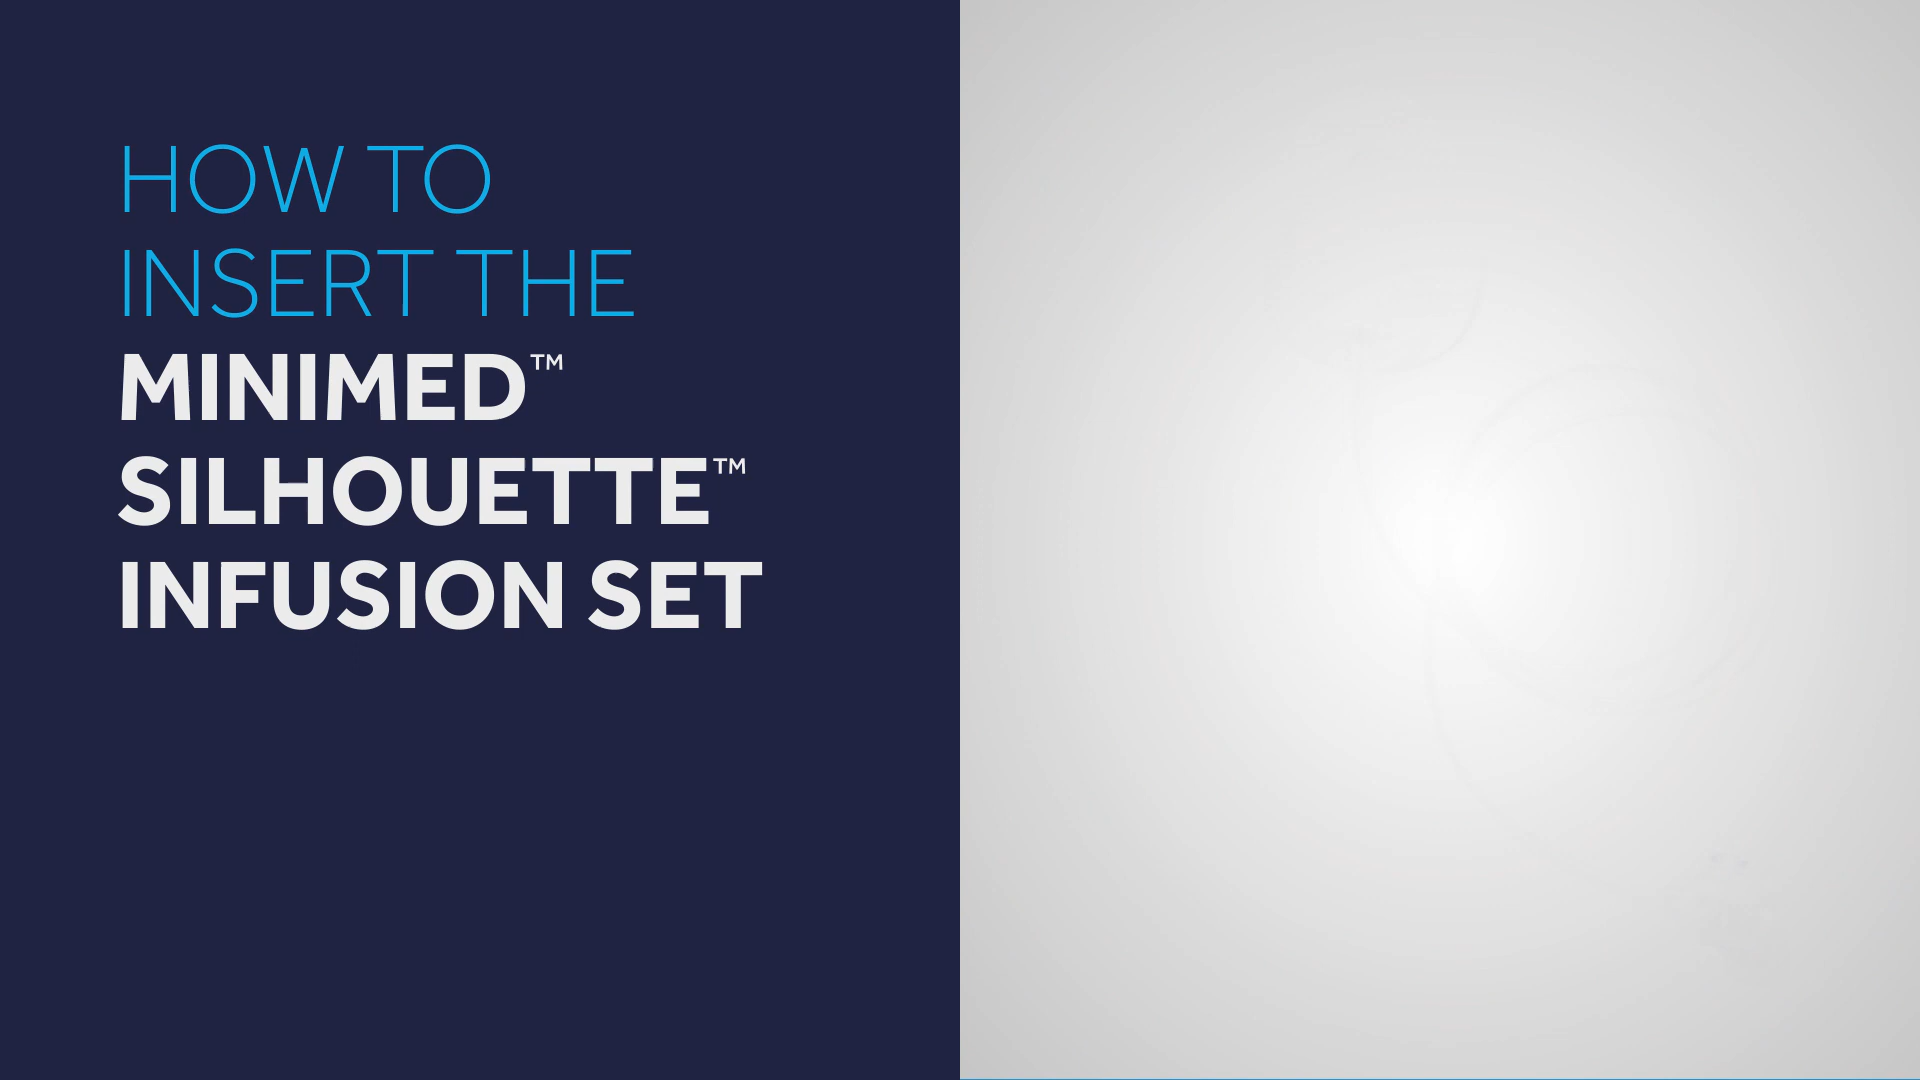 HOW TO
INSERT THE
MINIMED™
SILHOUETTE™
INFUSION SET